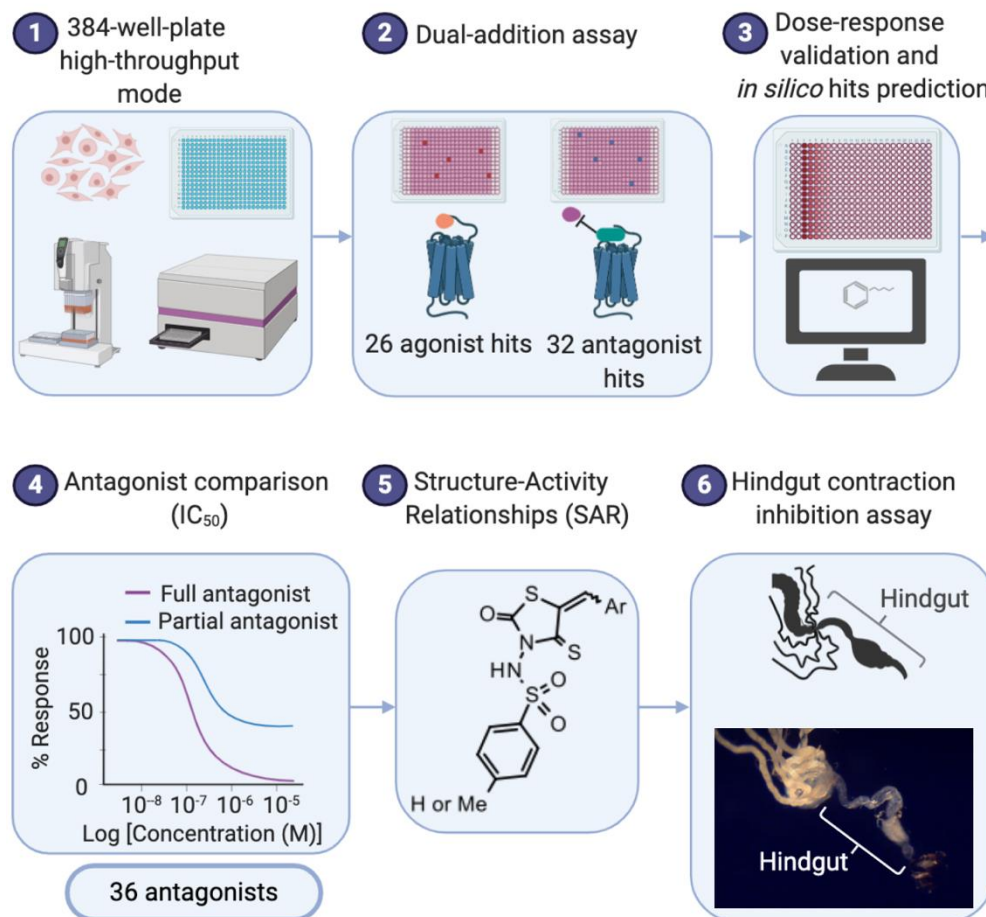 1
384-well-plate
high-throughput
mode
2
Dual-addition assay
26 agonist hits
32 antagonist
hits
3
Dose-response
validation and
in silico hits prediction
4
Antagonist comparison
(IC₅₀)
Full antagonist
Partial antagonist
% Response
100
50
0
10⁻⁸ 10⁻⁷ 10⁻⁶ 10⁻⁵
Log [Concentration (M)]
36 antagonists
5
Structure-Activity
Relationships (SAR)
S
Ar
O
N
S
HN
O
S
O
H or Me
6
Hindgut contraction
inhibition assay
Hindgut
Hindgut